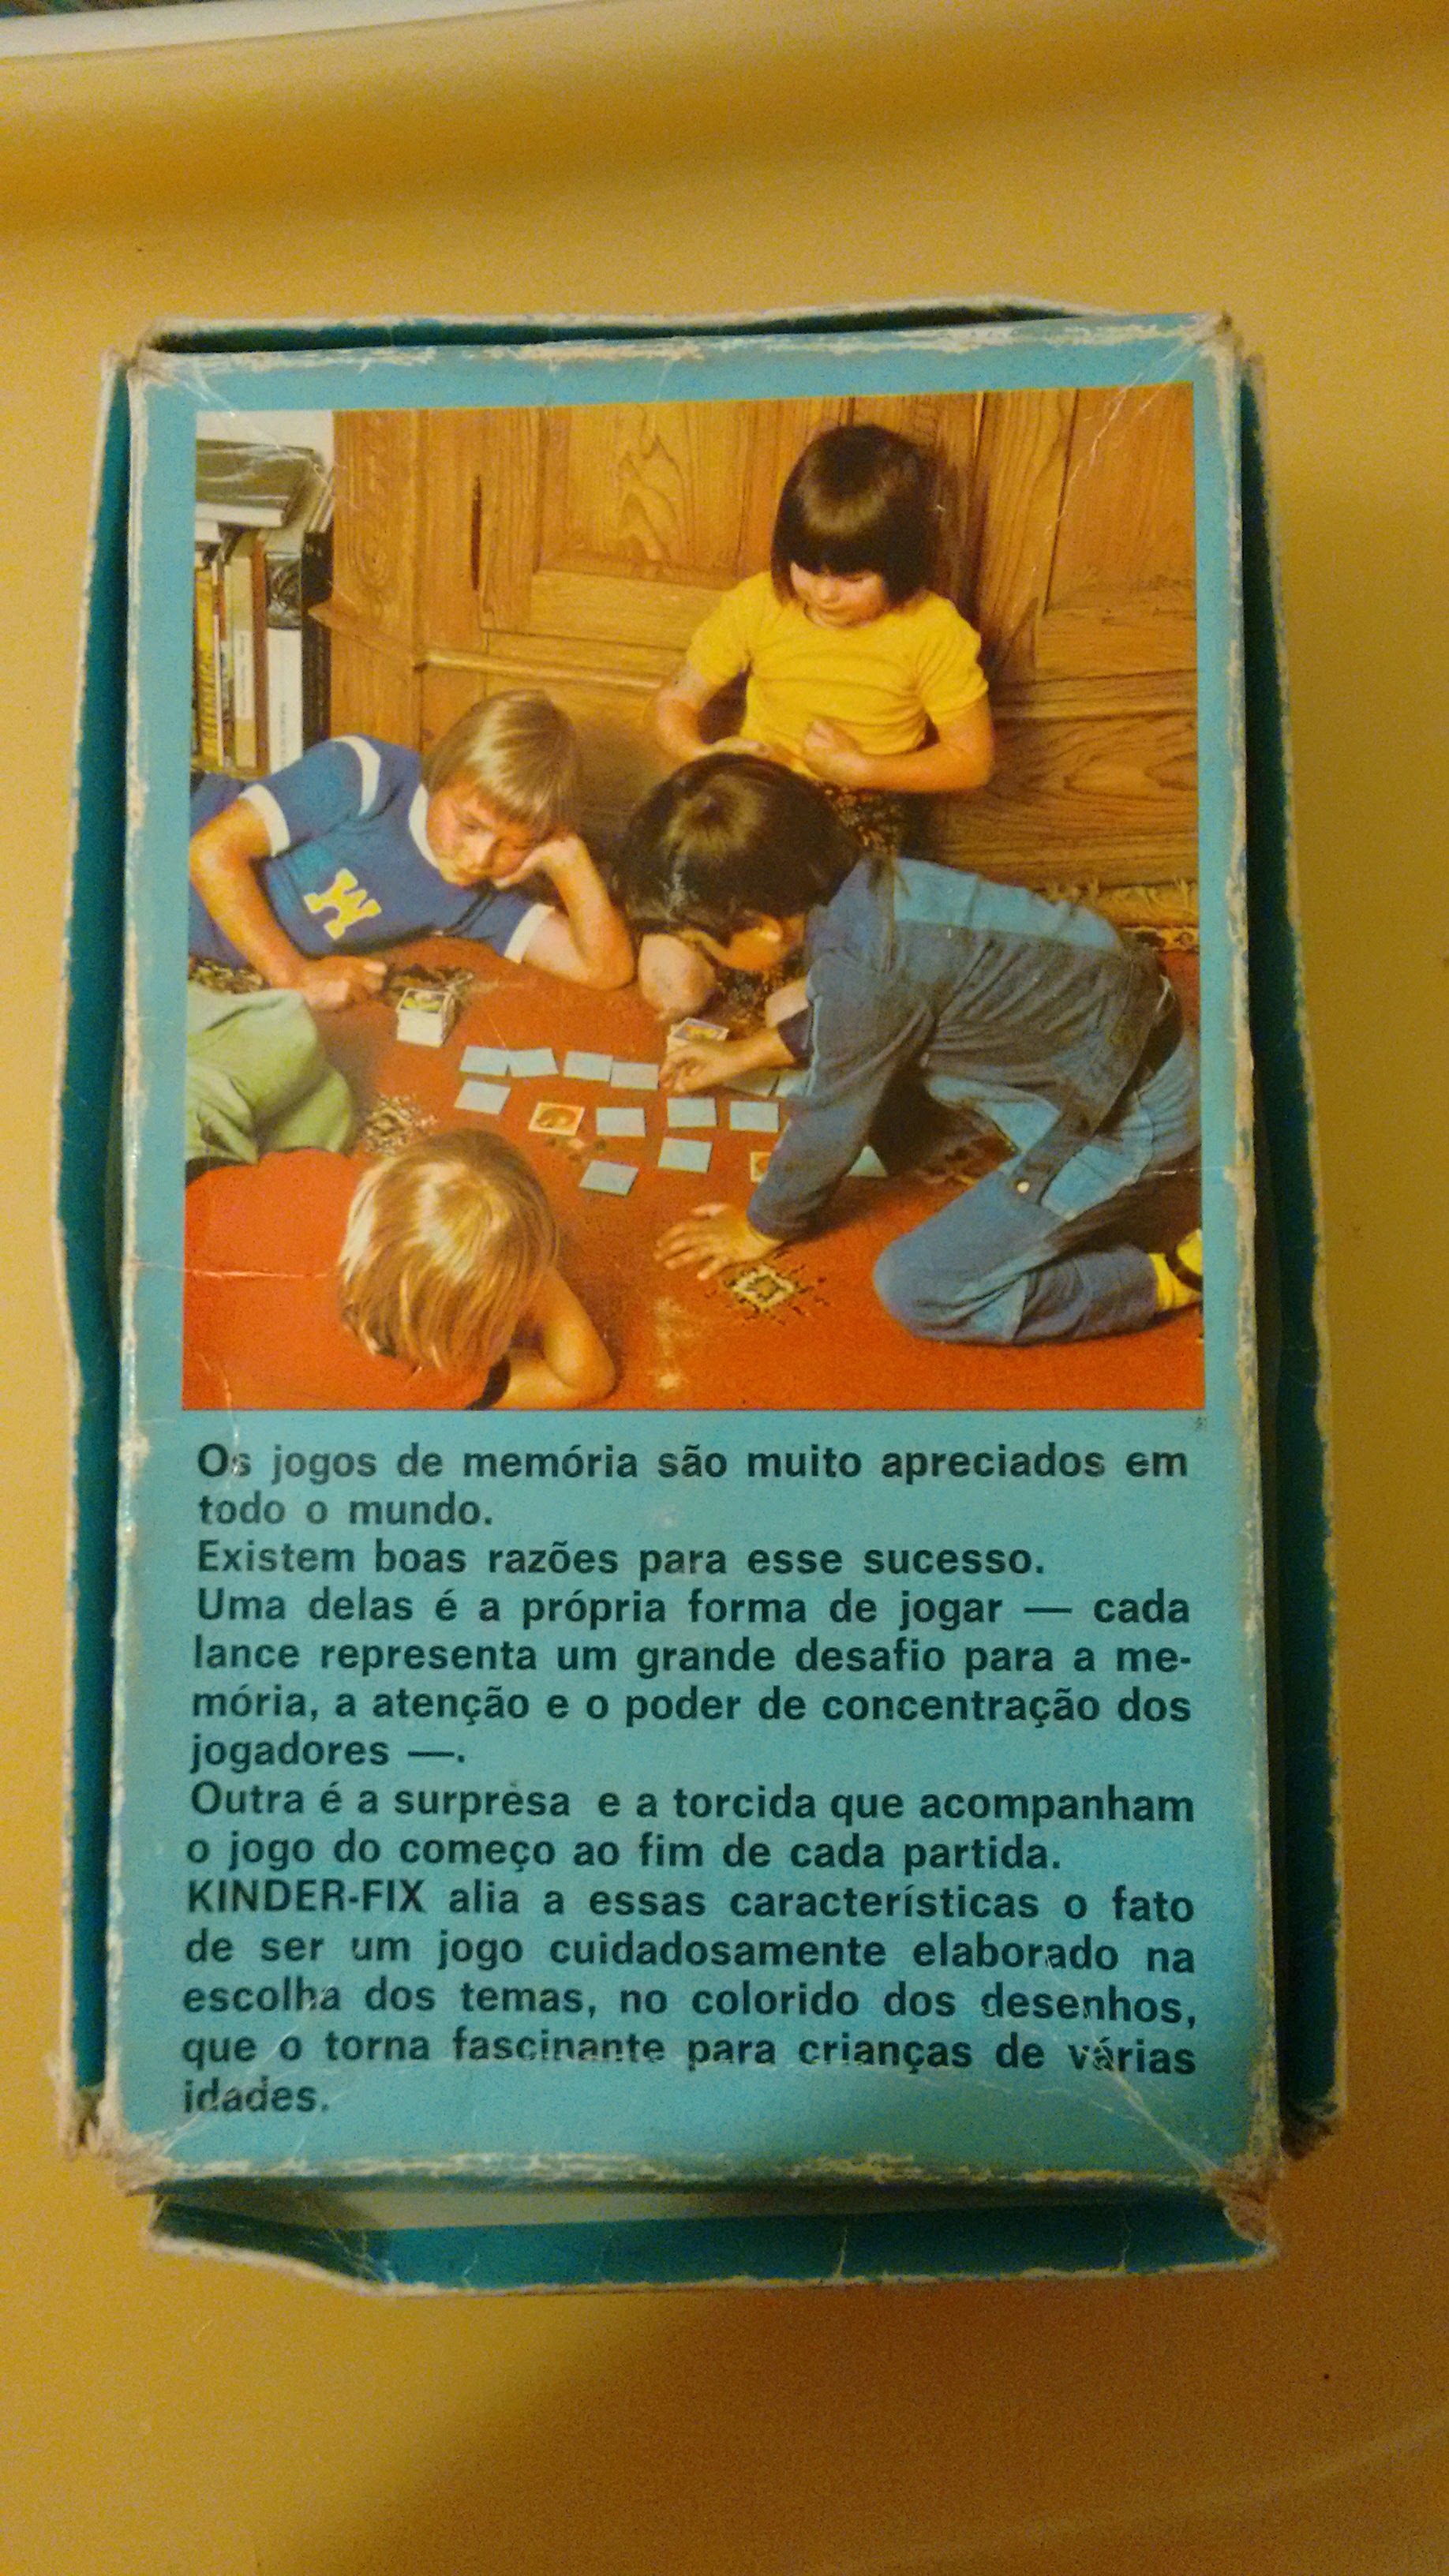 Os jogos de memória são muito apreciados em
todo o mundo.
Existem boas razões para esse sucesso.
Uma delas é a própria forma de jogar — cada
lance representa um grande desafio para a me-
mória, a atenção e o poder de concentração dos
jogadores —.
Outra é a surprêsa e a torcida que acompanham
o jogo do começo ao fim de cada partida.
KINDER-FIX alia a essas características o fato
de ser um jogo cuidadosamente elaborado na
escolha dos temas, no colorido dos desenhos,
que o torna fascinante para crianças de várias
idades.